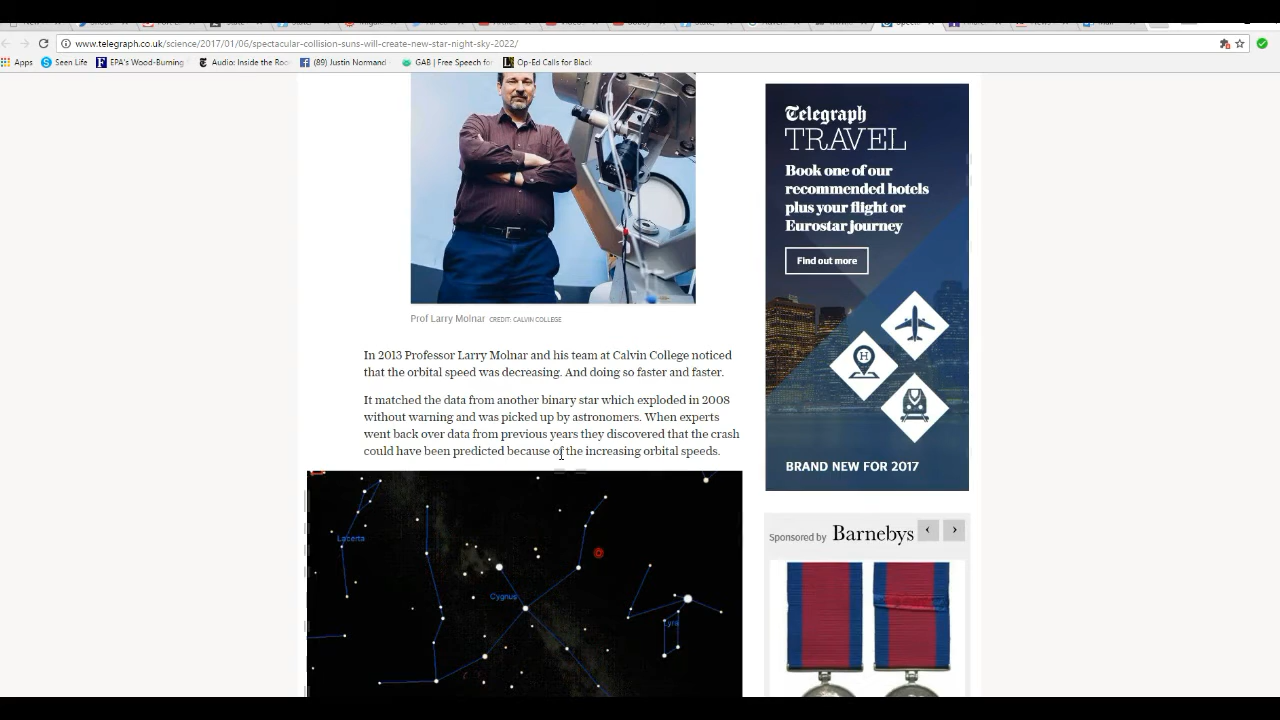 www.telegraph.co.uk/science/2017/01/06/spectacular-collision-suns-will-create-new-star-night-sky-2022/
Apps
Seen Life
EPA's Wood-Burning
Audio: Inside the Roo
(89) Justin Normand
GAB | Free Speech for
Op-Ed Calls for Black
Prof Larry Molnar CREDIT: CALVIN COLLEGE
In 2013 Professor Larry Molnar and his team at Calvin College noticed
that the orbital speed was decreasing. And doing so faster and faster.
It matched the data from another binary star which exploded in 2008
without warning and was picked up by astronomers. When experts
went back over data from previous years they discovered that the crash
could have been predicted because of the increasing orbital speeds.
Lacerta
Cygnus
Lyra
Telegraph
TRAVEL
Book one of our
recommended hotels
plus your flight or
Eurostar journey
Find out more
H
BRAND NEW FOR 2017
Sponsored by Barnebys